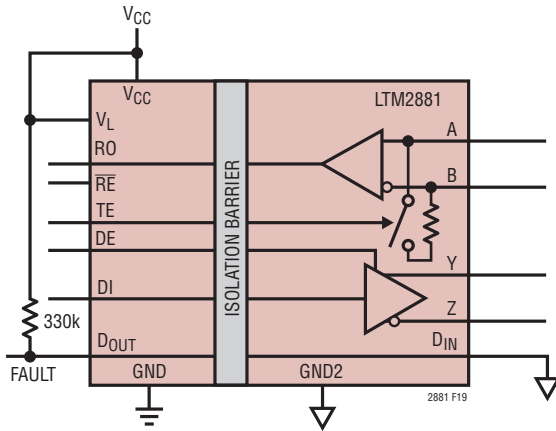 VCC
VCC
LTM2881
VL
A
RO
B
RE
TE
DE
ISOLATION BARRIER
Y
DI
Z
330k
DOUT
DIN
FAULT
GND
GND2
2881 F19